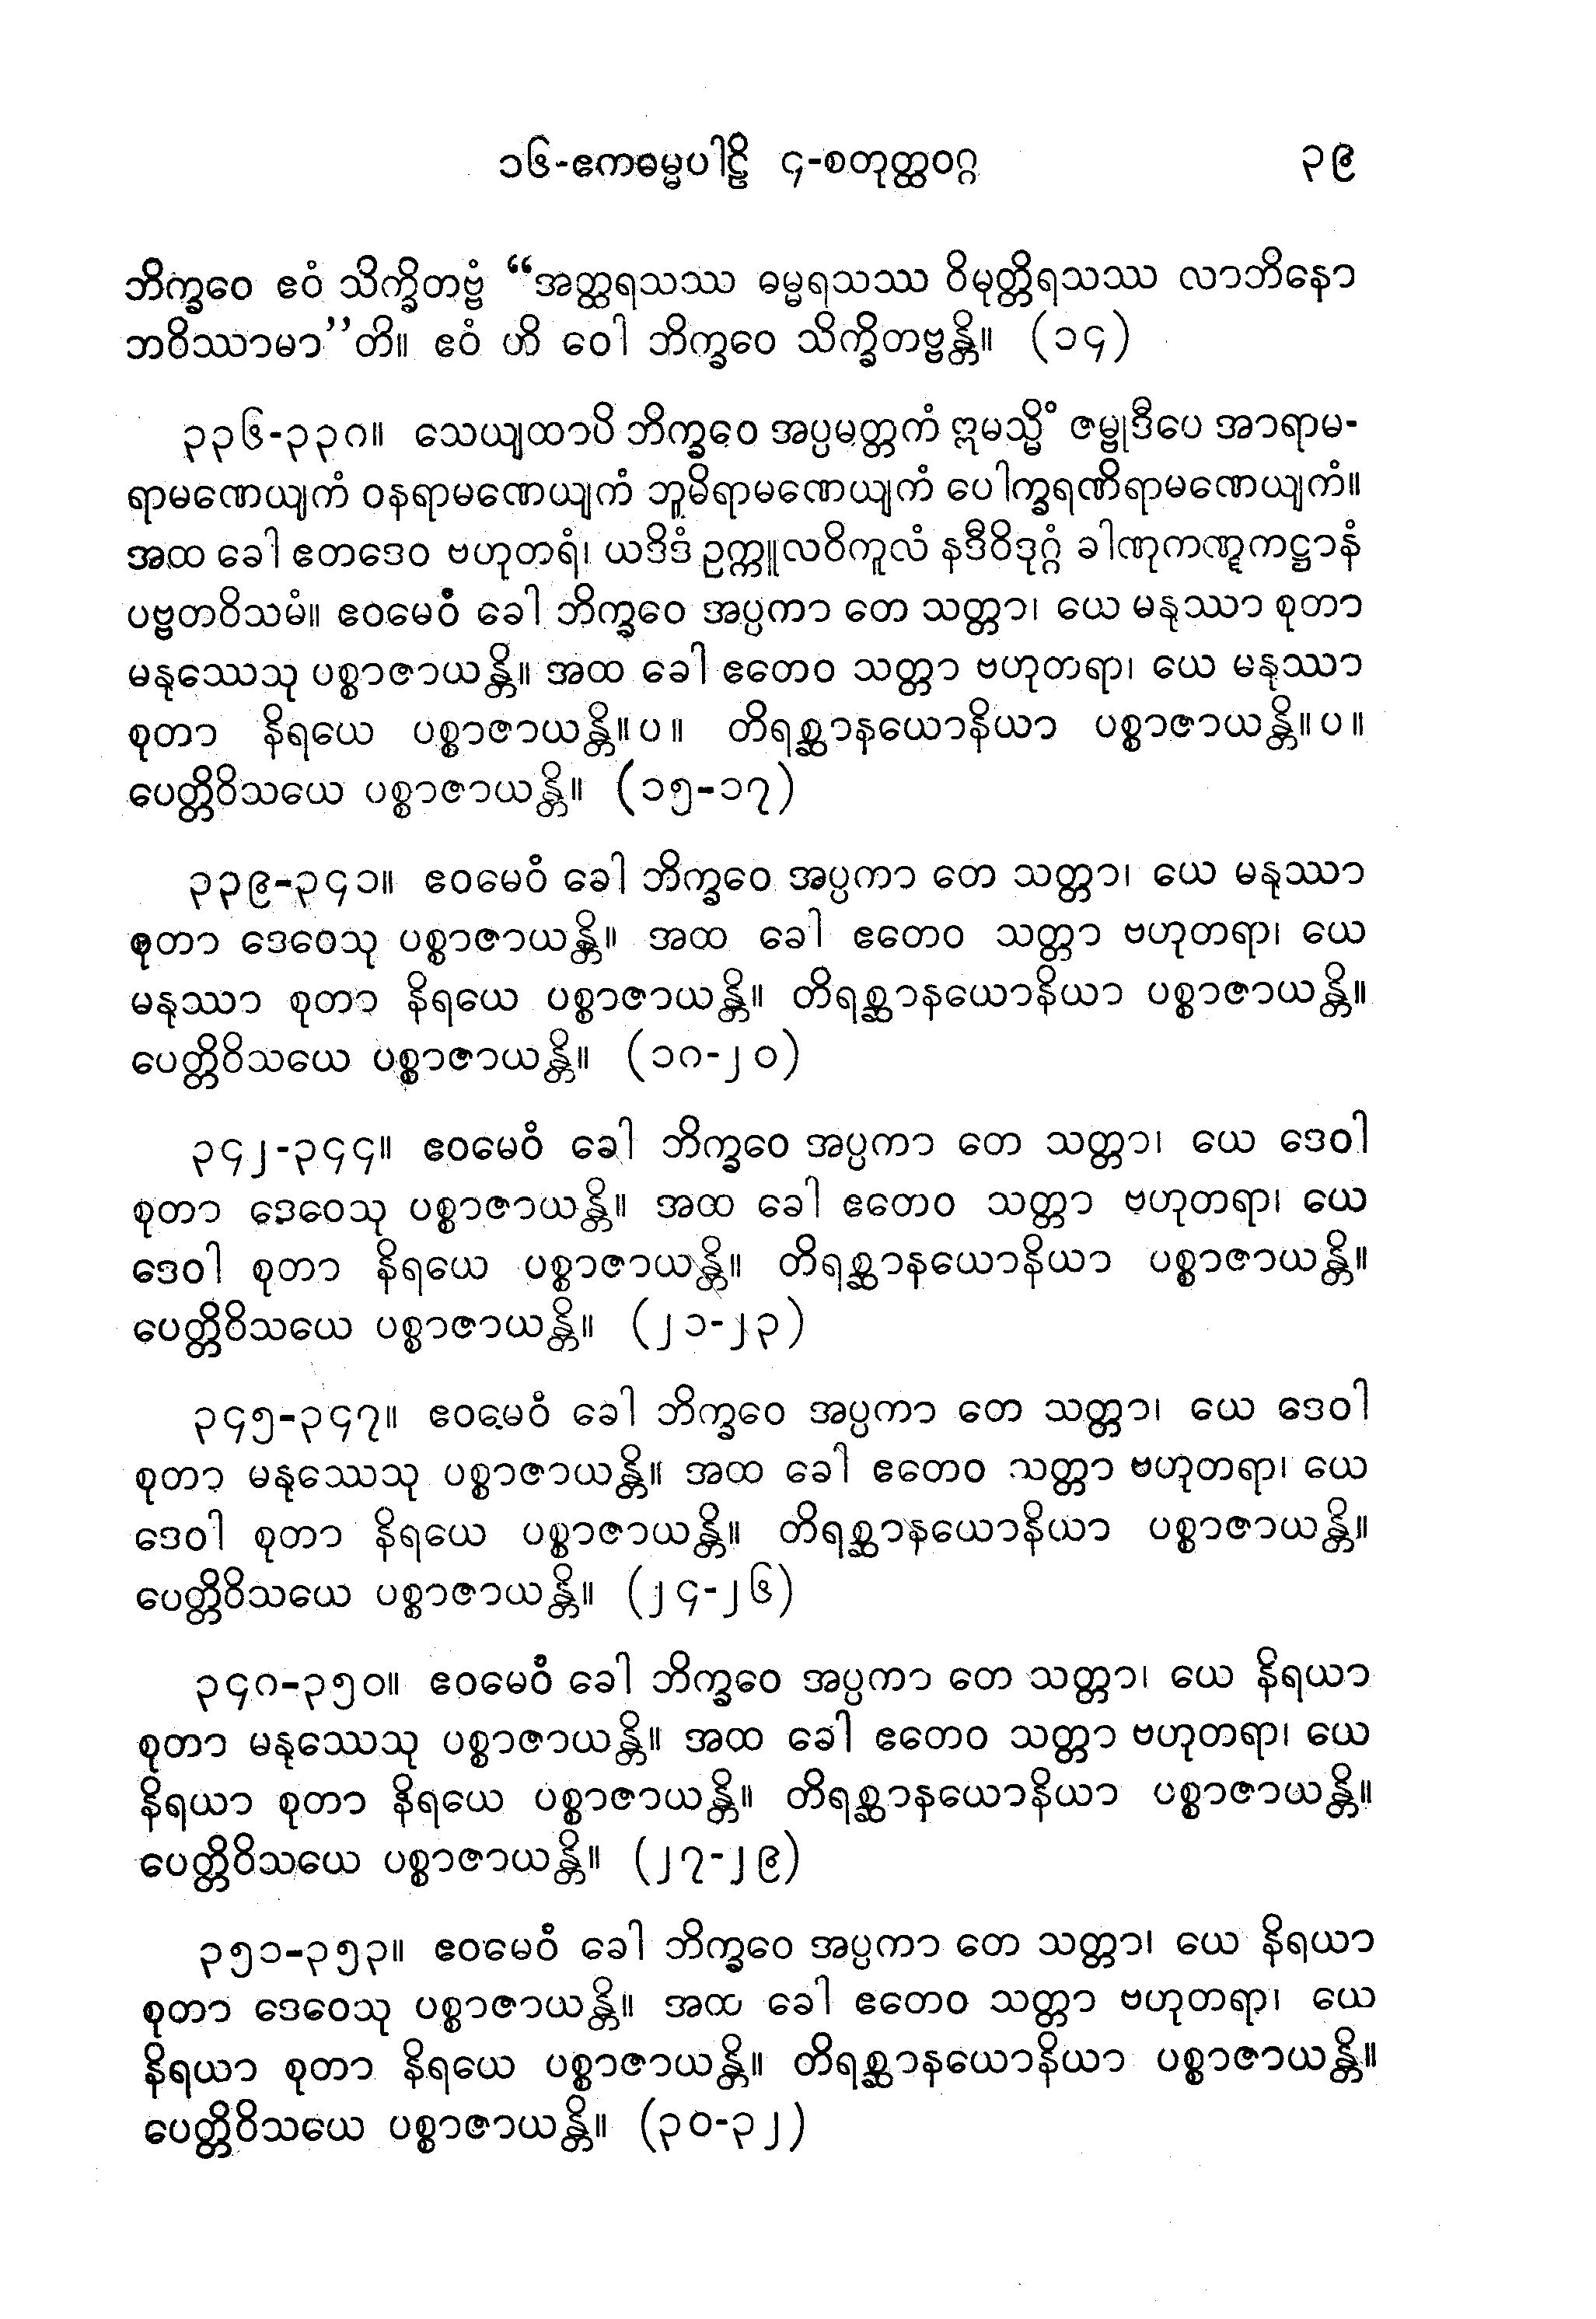 ၁၆-ဧကဓမ္မပါဠိ ၄-စတုတ္ထဝဂ္ဂ ၃၉
ဘိက္ခဝေ ဧဝံ သိက္ခိတဗ္ဗံ “အတ္ထရသဿ ဓမ္မရသဿ ဝိမုတ္တိရသဿ လာဘိနော
ဘဝိဿာမာ”တိ။ ဧဝံ ဟိ ဝေါ ဘိက္ခဝေ သိက္ခိတဗ္ဗန္တိ။ (၁၄)
၃၃၆-၃၃၈။ သေယျထာပိ ဘိက္ခဝေ အပ္ပမတ္တကံ ဣမသ္မိံ ဇမ္ဗုဒီပေ အာရာမ-
ရာမဏေယျကံ ဝနရာမဏေယျကံ ဘူမိရာမဏေယျကံ ပေါက္ခရဏိရာမဏေယျကံ။
အထ ခေါ ဧတဒေဝ ဗဟုတရံ၊ ယဒိဒံ ဥက္ကူလဝိကူလံ နဒီဝိဒုဂ္ဂံ ခါဏုကဏ္ဋကဋ္ဌာနံ
ပဗ္ဗတဝိသမံ။ ဧဝမေဝံ ခေါ ဘိက္ခဝေ အပ္ပကာ တေ သတ္တာ၊ ယေ မနုဿာ စုတာ
မနုဿေသု ပစ္စာဇာယန္တိ။ အထ ခေါ ဧတေဝ သတ္တာ ဗဟုတရာ၊ ယေ မနုဿာ
စုတာ နိရယေ ပစ္စာဇာယန္တိ။ပ။ တိရစ္ဆာနယောနိယာ ပစ္စာဇာယန္တိ။ပ။
ပေတ္တိဝိသယေ ပစ္စာဇာယန္တိ။ (၁၅-၁၇)
၃၃၉-၃၄၁။ ဧဝမေဝံ ခေါ ဘိက္ခဝေ အပ္ပကာ တေ သတ္တာ၊ ယေ မနုဿာ
စုတာ ဒေဝေသု ပစ္စာဇာယန္တိ။ အထ ခေါ ဧတေဝ သတ္တာ ဗဟုတရာ၊ ယေ
မနုဿာ စုတာ နိရယေ ပစ္စာဇာယန္တိ။ တိရစ္ဆာနယောနိယာ ပစ္စာဇာယန္တိ။
ပေတ္တိဝိသယေ ပစ္စာဇာယန္တိ။ (၁၈-၂၀)
၃၄၂-၃၄၄။ ဧဝမေဝံ ခေါ ဘိက္ခဝေ အပ္ပကာ တေ သတ္တာ၊ ယေ ဒေဝါ
စုတာ ဒေဝေသု ပစ္စာဇာယန္တိ။ အထ ခေါ ဧတေဝ သတ္တာ ဗဟုတရာ၊ ယေ
ဒေဝါ စုတာ နိရယေ ပစ္စာဇာယန္တိ။ တိရစ္ဆာနယောနိယာ ပစ္စာဇာယန္တိ။
ပေတ္တိဝိသယေ ပစ္စာဇာယန္တိ။ (၂၁-၂၃)
၃၄၅-၃၄၇။ ဧဝမေဝံ ခေါ ဘိက္ခဝေ အပ္ပကာ တေ သတ္တာ၊ ယေ ဒေဝါ
စုတာ မနုဿေသု ပစ္စာဇာယန္တိ။ အထ ခေါ ဧတေဝ သတ္တာ ဗဟုတရာ၊ ယေ
ဒေဝါ စုတာ နိရယေ ပစ္စာဇာယန္တိ။ တိရစ္ဆာနယောနိယာ ပစ္စာဇာယန္တိ။
ပေတ္တိဝိသယေ ပစ္စာဇာယန္တိ။ (၂၄-၂၆)
၃၄၈-၃၅၀။ ဧဝမေဝံ ခေါ ဘိက္ခဝေ အပ္ပကာ တေ သတ္တာ၊ ယေ နိရယာ
စုတာ မနုဿေသု ပစ္စာဇာယန္တိ။ အထ ခေါ ဧတေဝ သတ္တာ ဗဟုတရာ၊ ယေ
နိရယာ စုတာ နိရယေ ပစ္စာဇာယန္တိ။ တိရစ္ဆာနယောနိယာ ပစ္စာဇာယန္တိ။
ပေတ္တိဝိသယေ ပစ္စာဇာယန္တိ။ (၂၇-၂၉)
၃၅၁-၃၅၃။ ဧဝမေဝံ ခေါ ဘိက္ခဝေ အပ္ပကာ တေ သတ္တာ၊ ယေ နိရယာ
စုတာ ဒေဝေသု ပစ္စာဇာယန္တိ။ အထ ခေါ ဧတေဝ သတ္တာ ဗဟုတရာ၊ ယေ
နိရယာ စုတာ နိရယေ ပစ္စာဇာယန္တိ။ တိရစ္ဆာနယောနိယာ ပစ္စာဇာယန္တိ။
ပေတ္တိဝိသယေ ပစ္စာဇာယန္တိ။ (၃၀-၃၂)